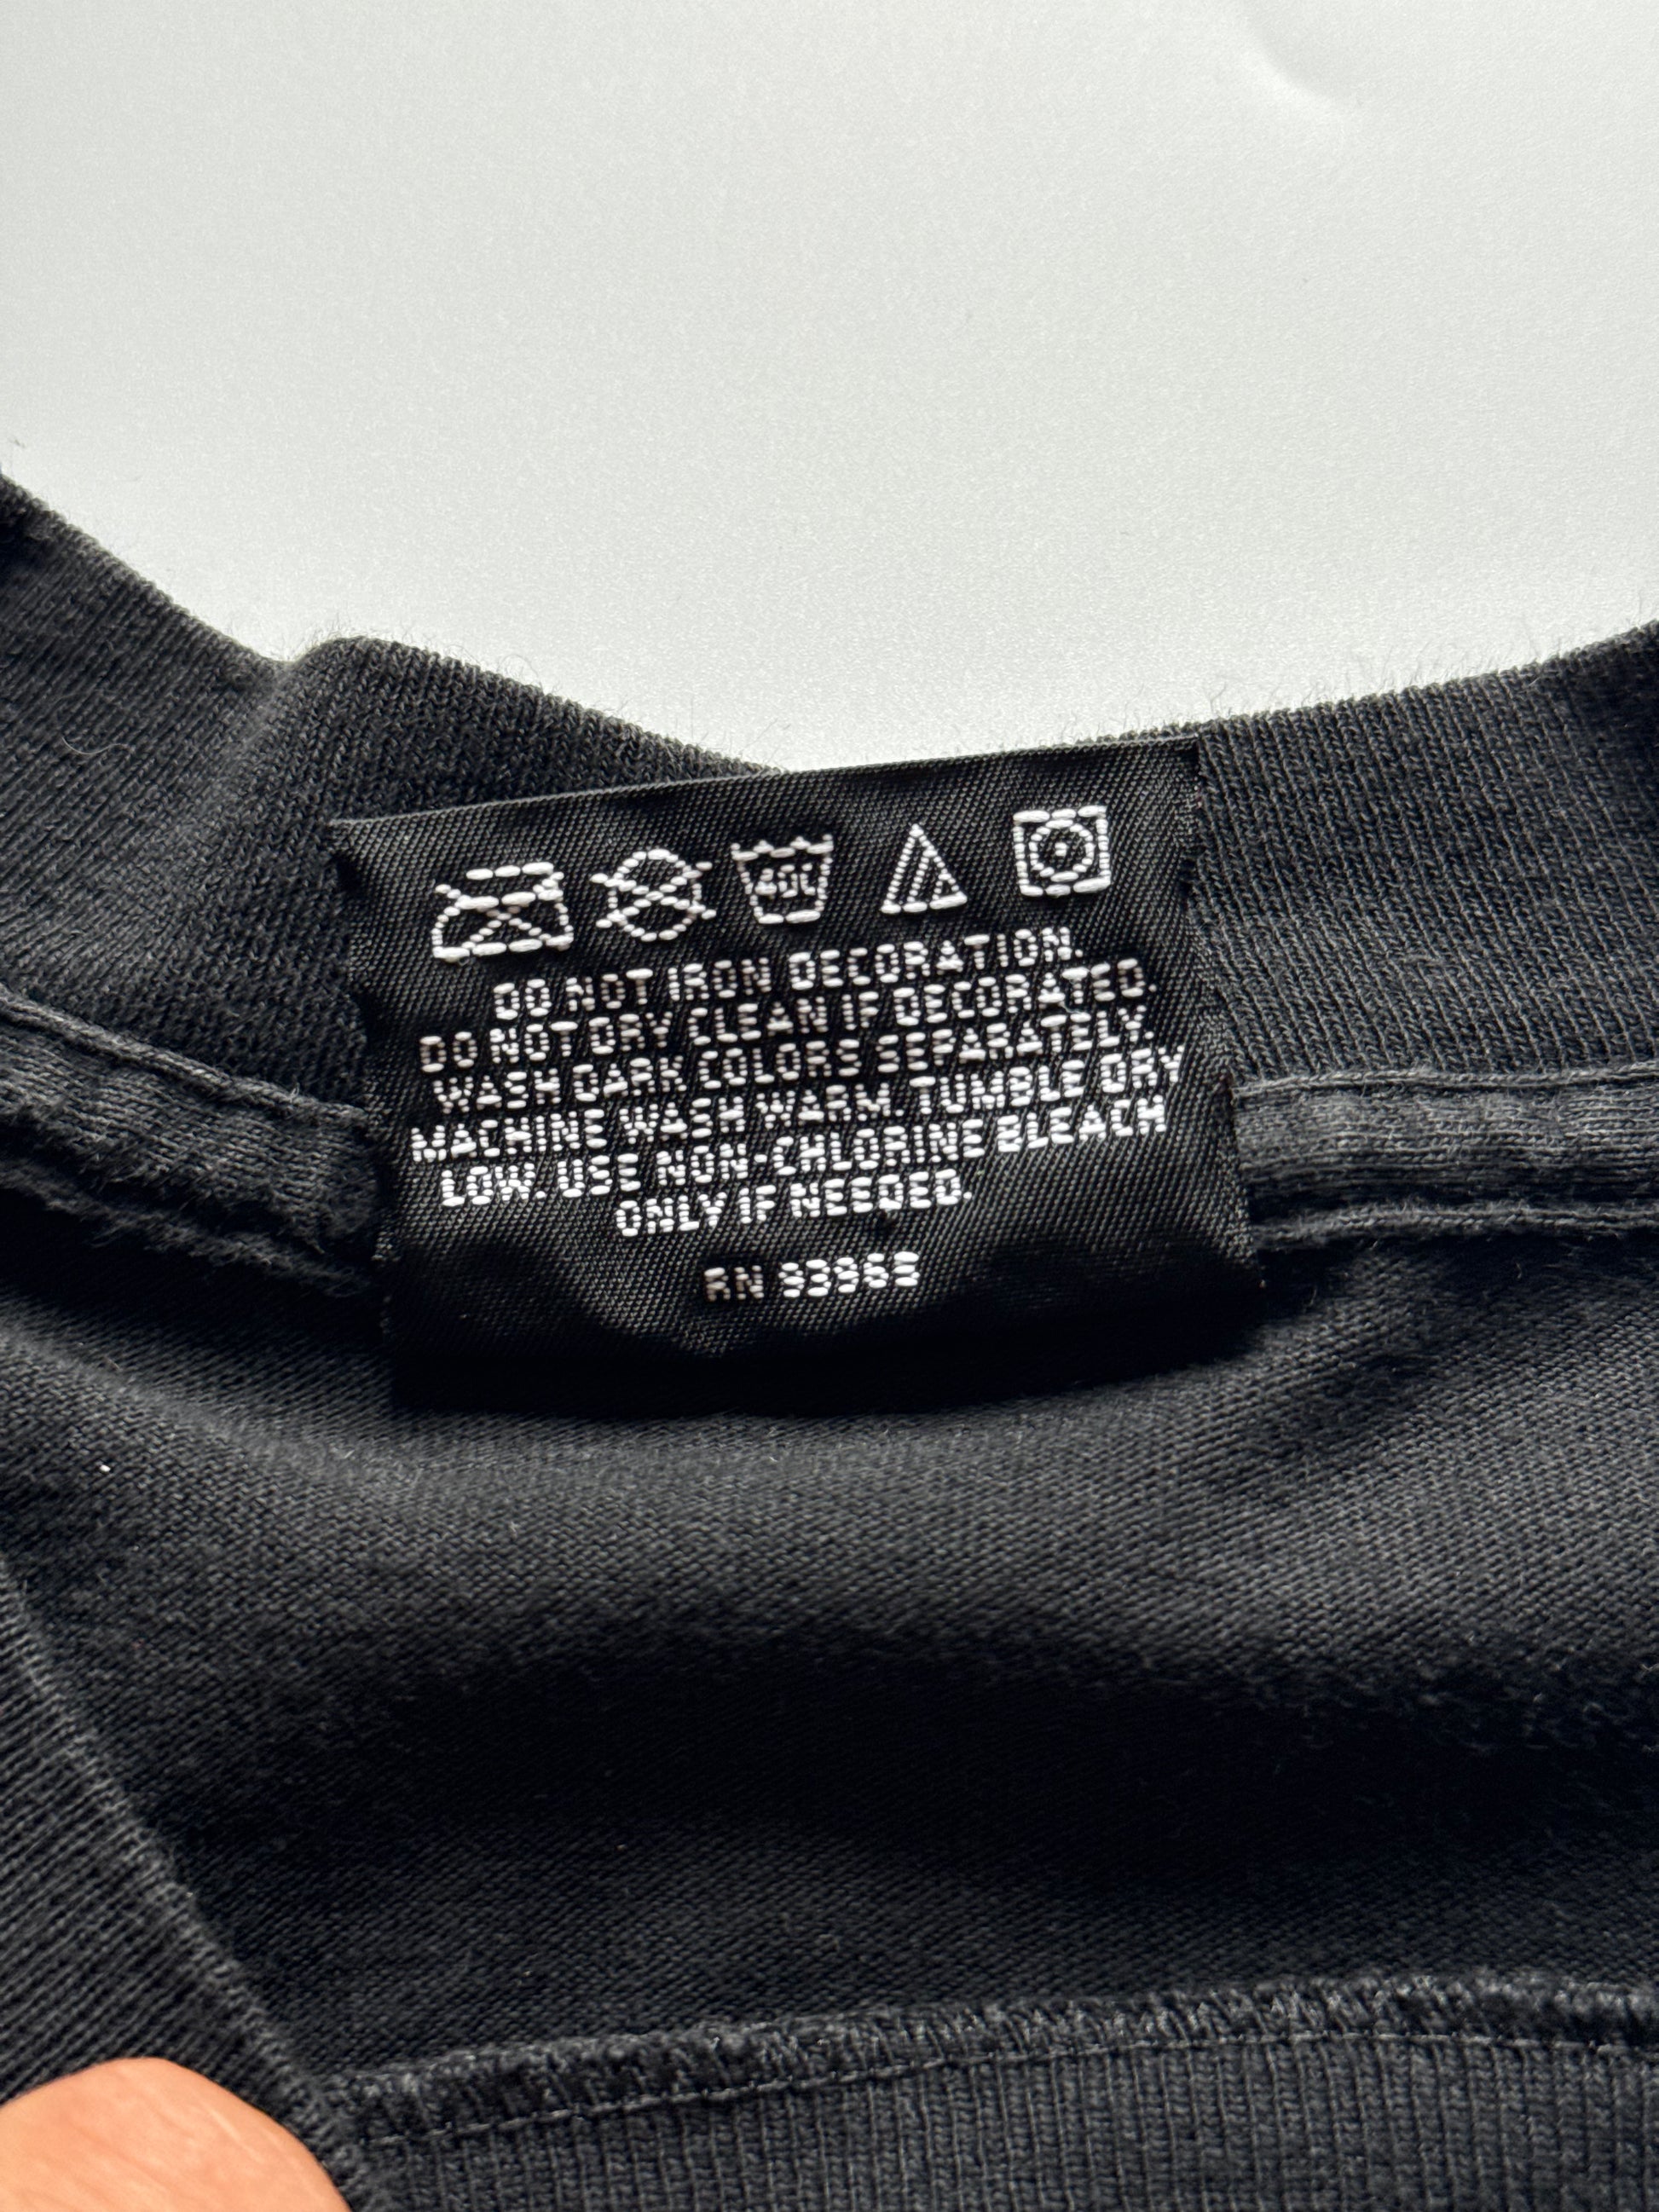 40C
DO NOT IRON DECORATION.
DO NOT DRY CLEAN IF DECORATED.
WASH DARK COLORS SEPARATELY.
MACHINE WASH WARM. TUMBLE DRY
LOW. USE NON-CHLORINE BLEACH
ONLY IF NEEDED.
RN 93968